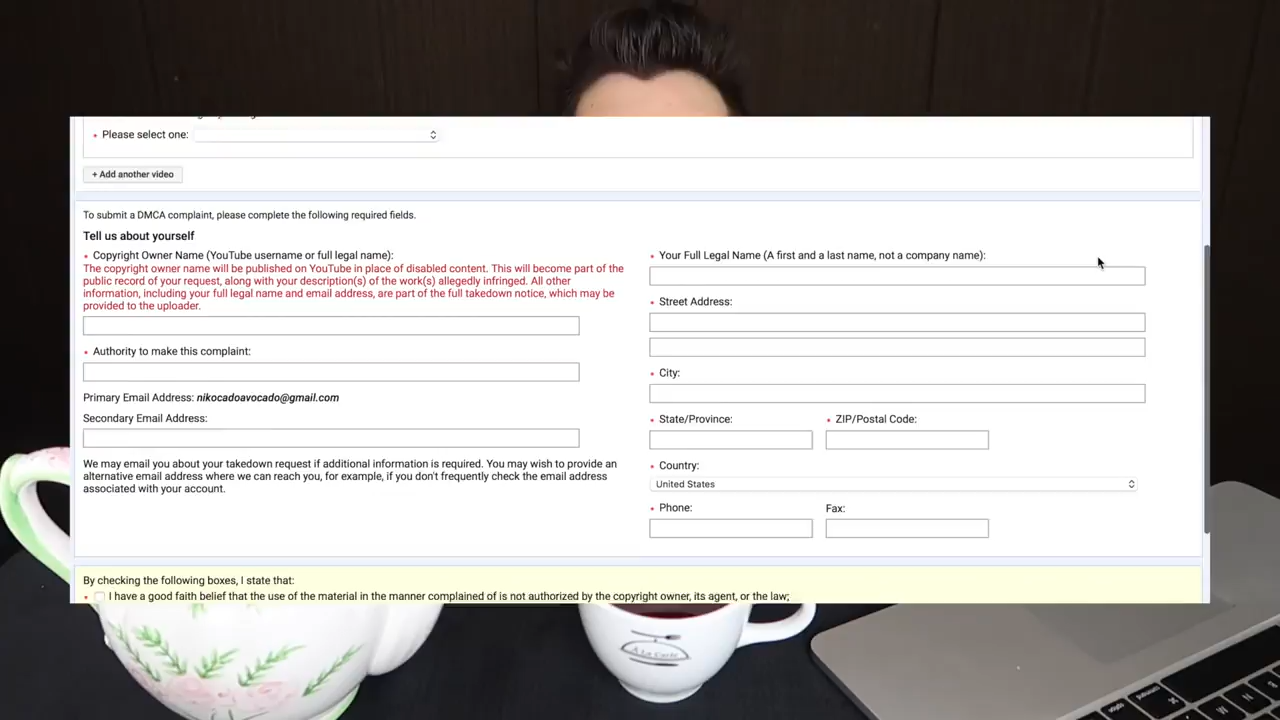 * Please select one:
+ Add another video
To submit a DMCA complaint, please complete the following required fields.
Tell us about yourself
* Copyright Owner Name (YouTube username or full legal name):
The copyright owner name will be published on YouTube in place of disabled content. This will become part of the
public record of your request, along with your description(s) of the work(s) allegedly infringed. All other
information, including your full legal name and email address, are part of the full takedown notice, which may be
provided to the uploader.
* Authority to make this complaint:
Primary Email Address: nikocadoavocado@gmail.com
Secondary Email Address:
We may email you about your takedown request if additional information is required. You may wish to provide an
alternative email address where we can reach you, for example, if you don't frequently check the email address
associated with your account.
* Your Full Legal Name (A first and a last name, not a company name):
* Street Address:
* City:
* State/Province:
* ZIP/Postal Code:
* Country:
United States
* Phone:
Fax:
By checking the following boxes, I state that:
* I have a good faith belief that the use of the material in the manner complained of is not authorized by the copyright owner, its agent, or the law;
A La Carte
option
command
W
N